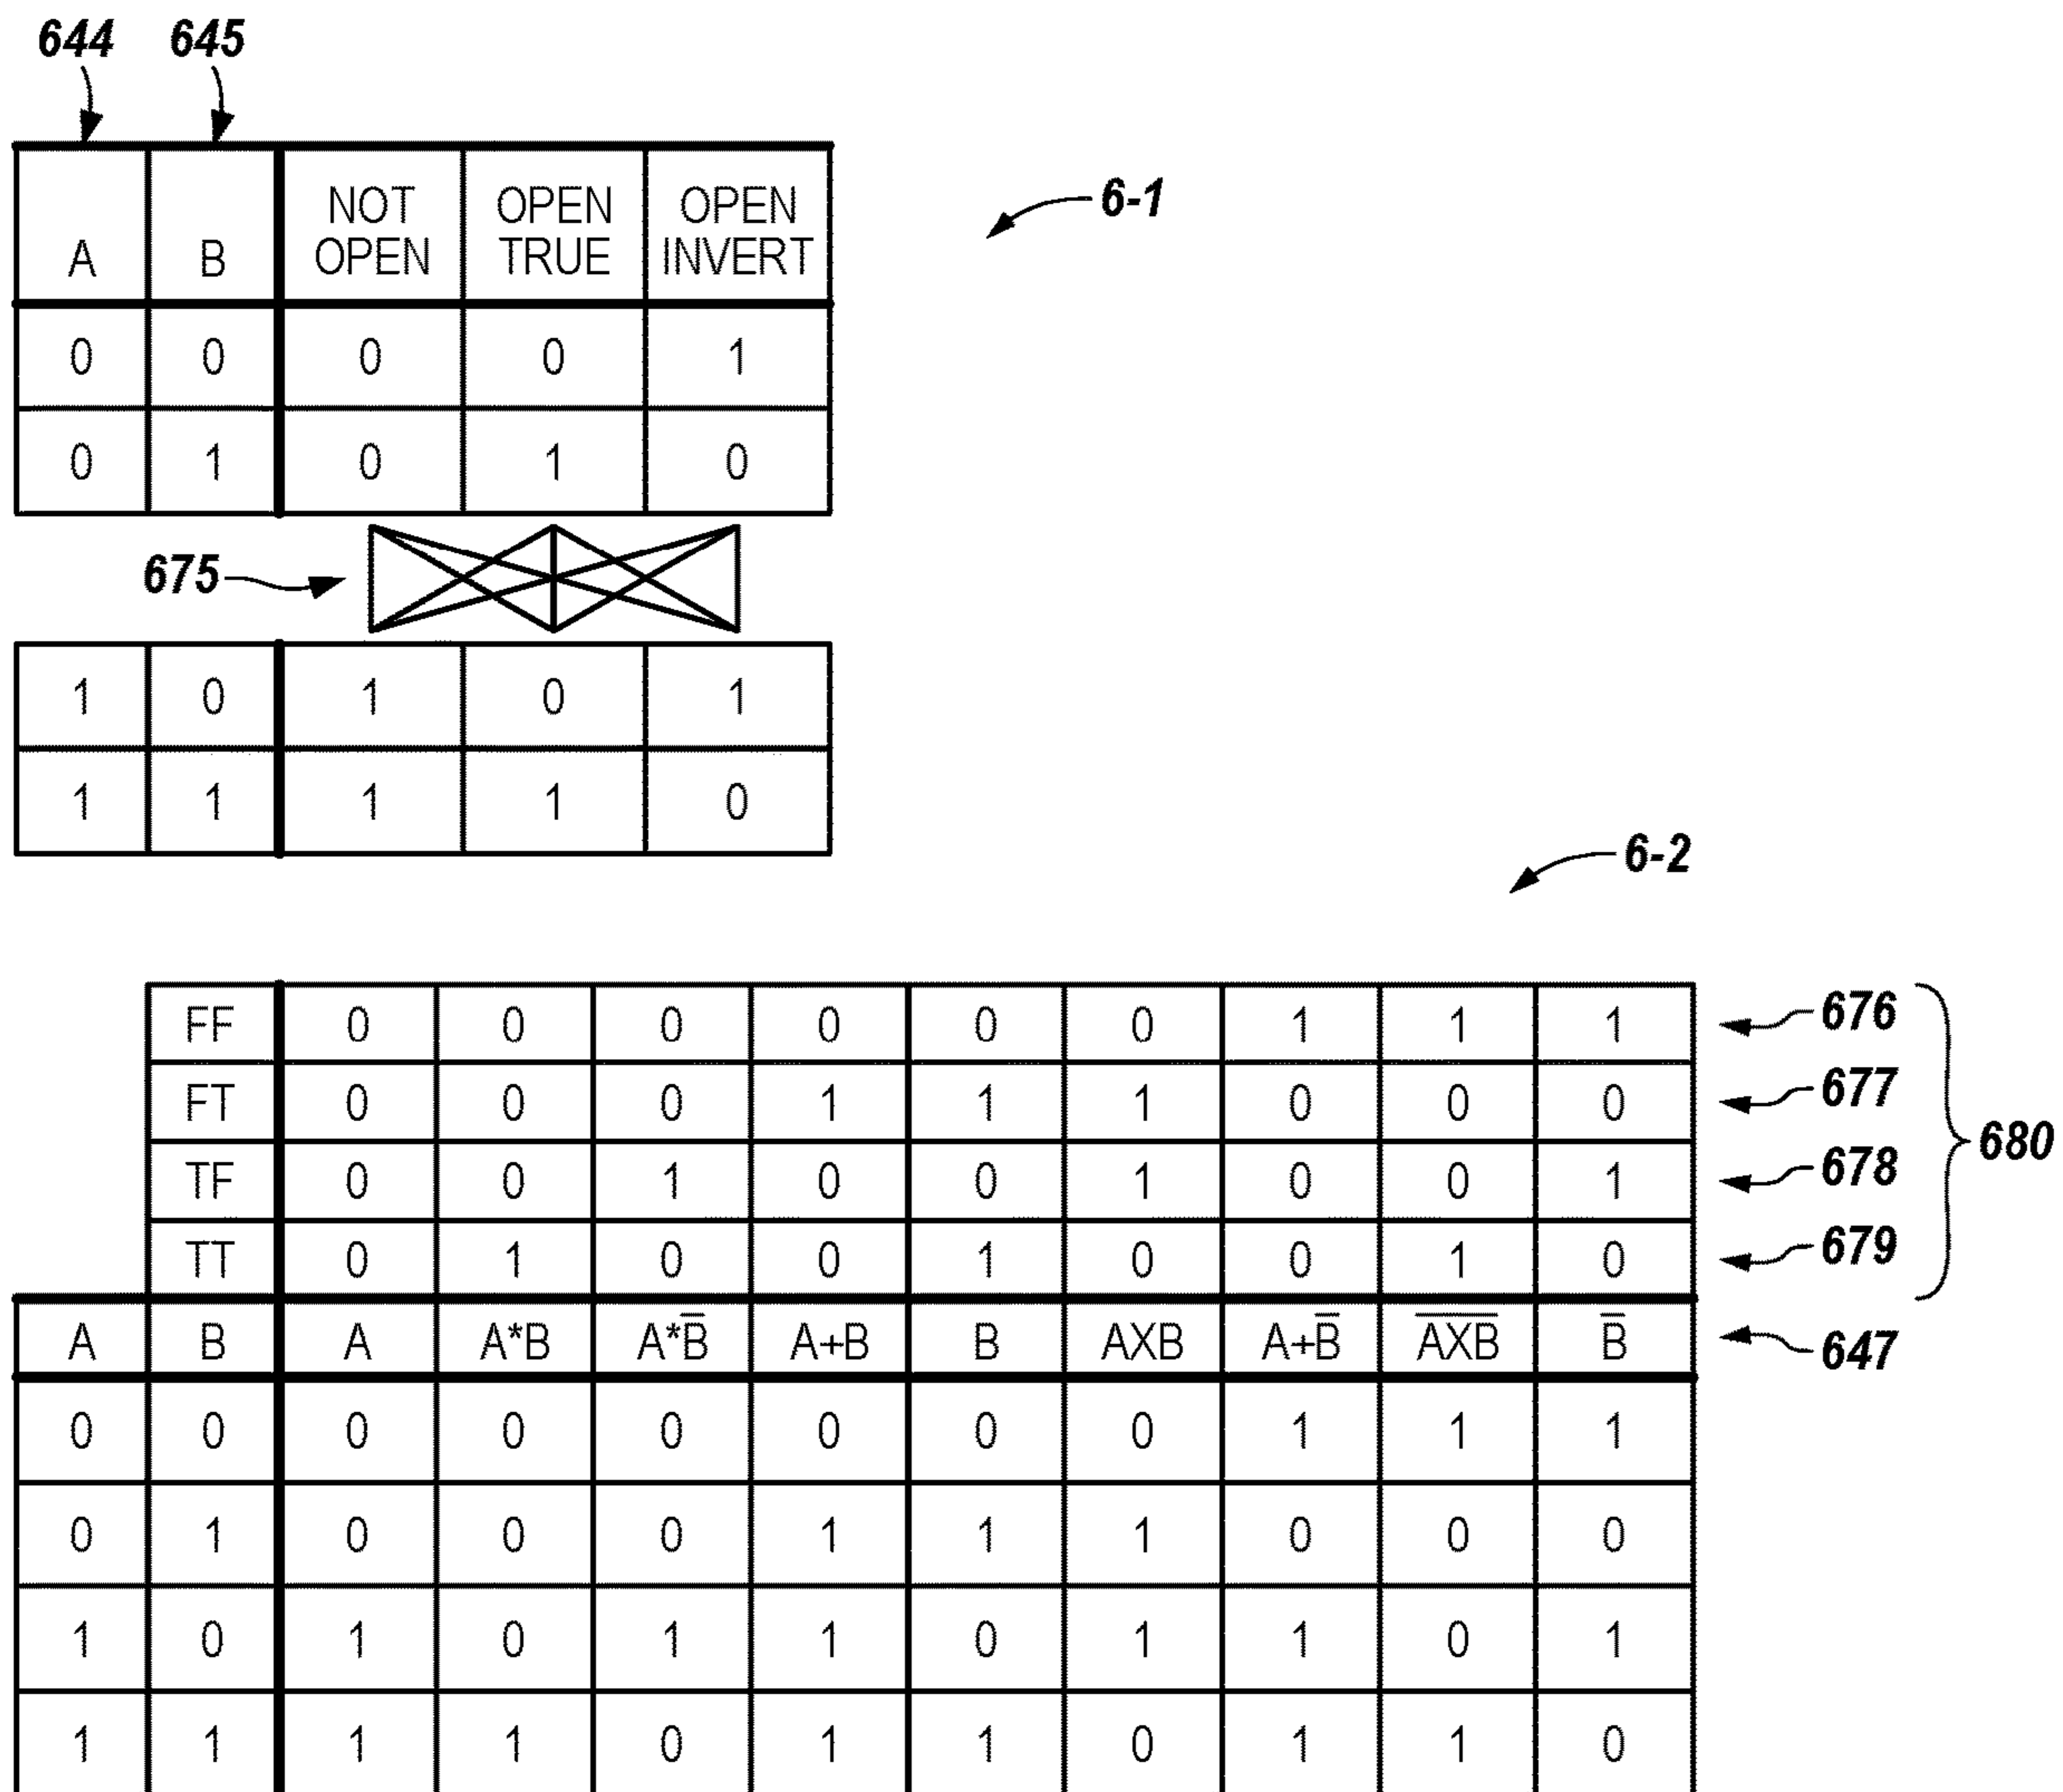 644 645
A B NOT OPEN OPEN TRUE OPEN INVERT
6-1
0 0 0 0 1
0 1 0 1 0
675
1 0 1 0 1
1 1 1 1 0
6-2
FF 0 0 0 0 0 0 1 1 1 676
FT 0 0 0 1 1 1 0 0 0 677
680
TF 0 0 1 0 0 1 0 0 1 678
TT 0 1 0 0 1 0 0 1 0 679
A B A A*B A*B̅ A+B B AXB A+B̅ A̅X̅B̅ B̅ 647
0 0 0 0 0 0 0 0 1 1 1
0 1 0 0 0 1 1 1 0 0 0
1 0 1 0 1 1 0 1 1 0 1
1 1 1 1 0 1 1 0 1 1 0